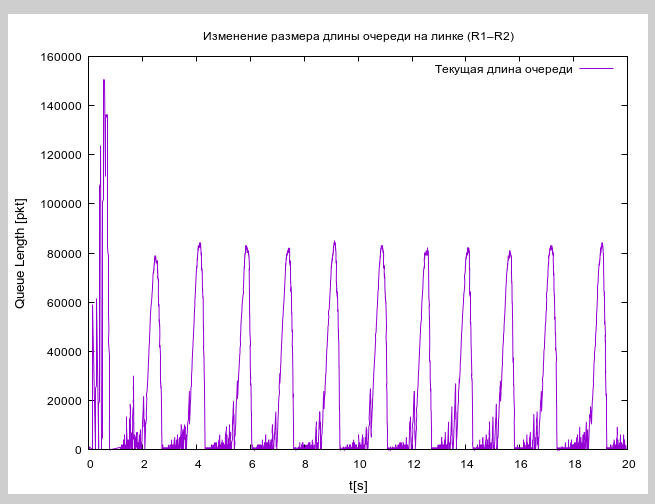 Изменение размера длины очереди на линке (R1–R2)
Текущая длина очереди
160000
140000
120000
100000
80000
60000
40000
20000
0
Queue Length [pkt]
0 2 4 6 8 10 12 14 16 18 20
t[s]